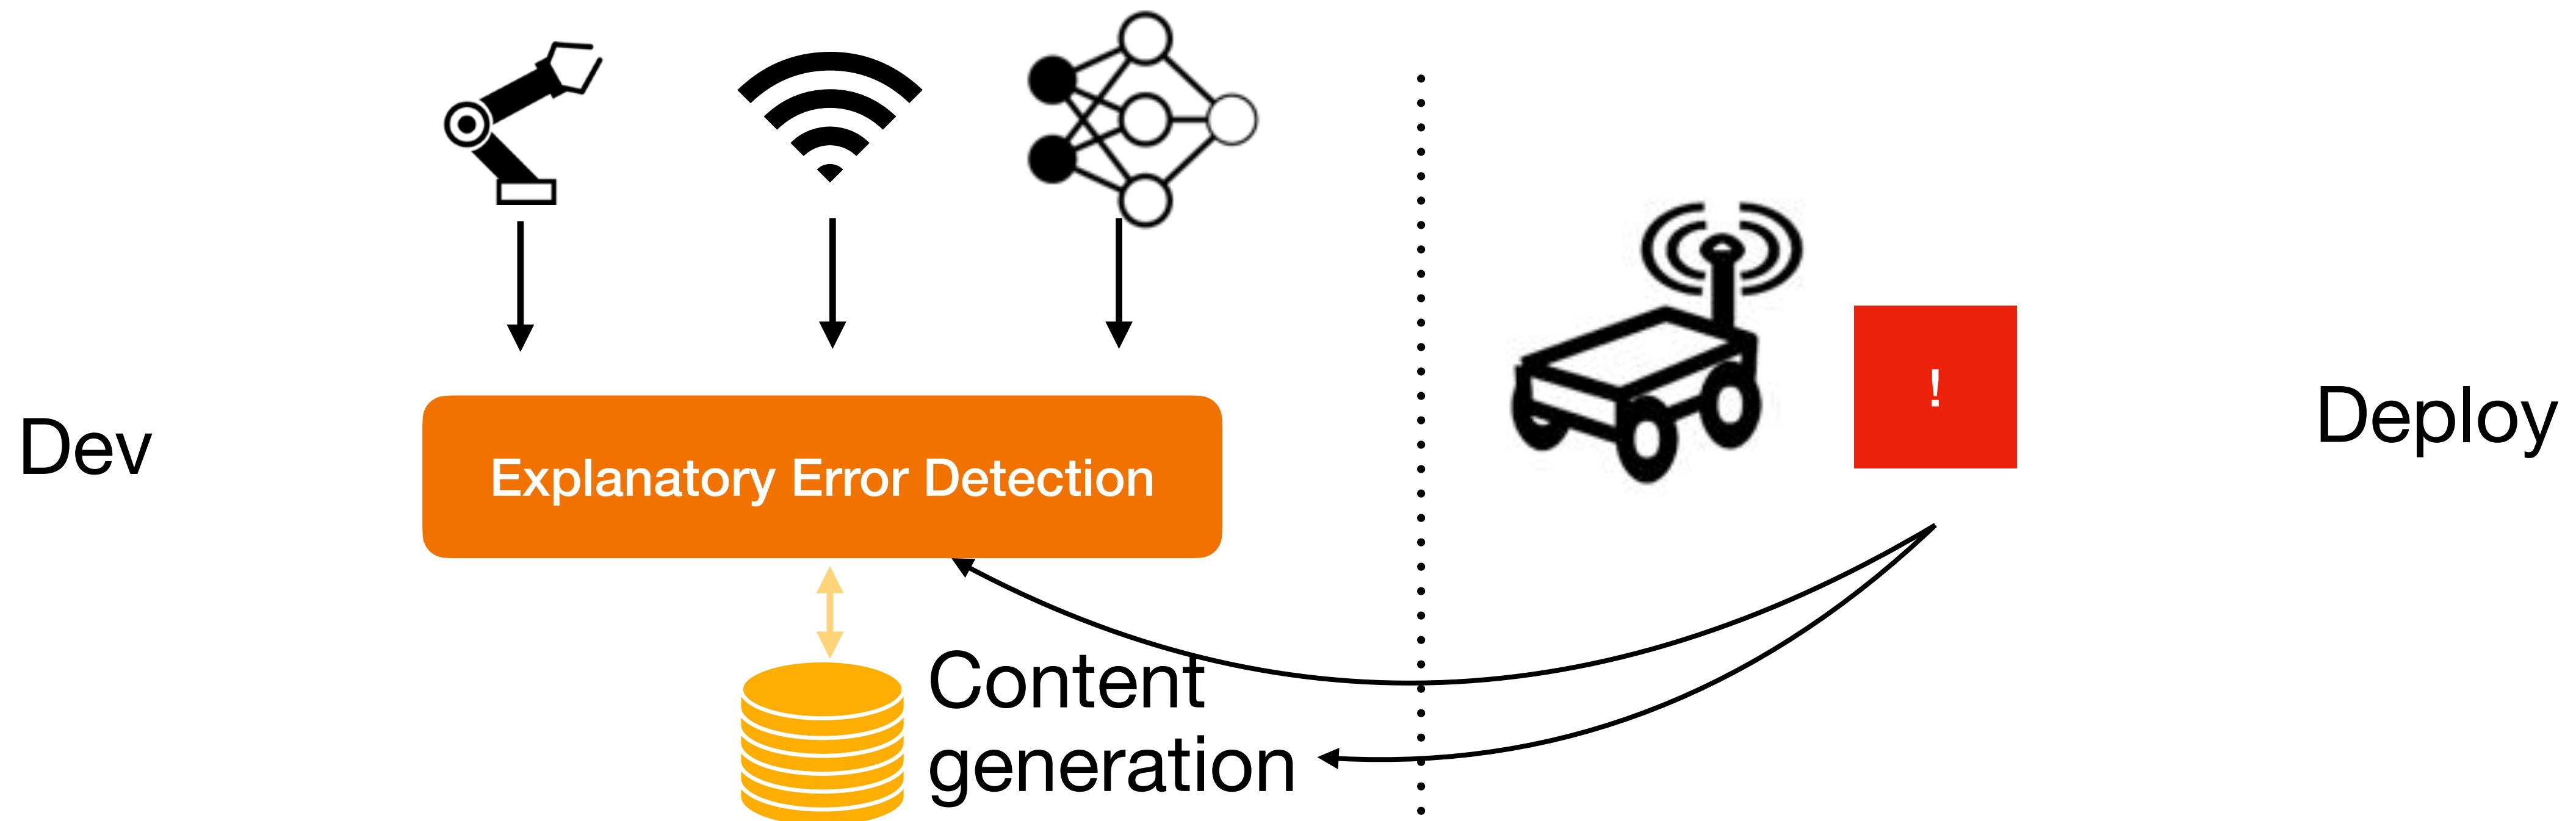 Dev
Explanatory Error Detection
Content
generation
!
Deploy